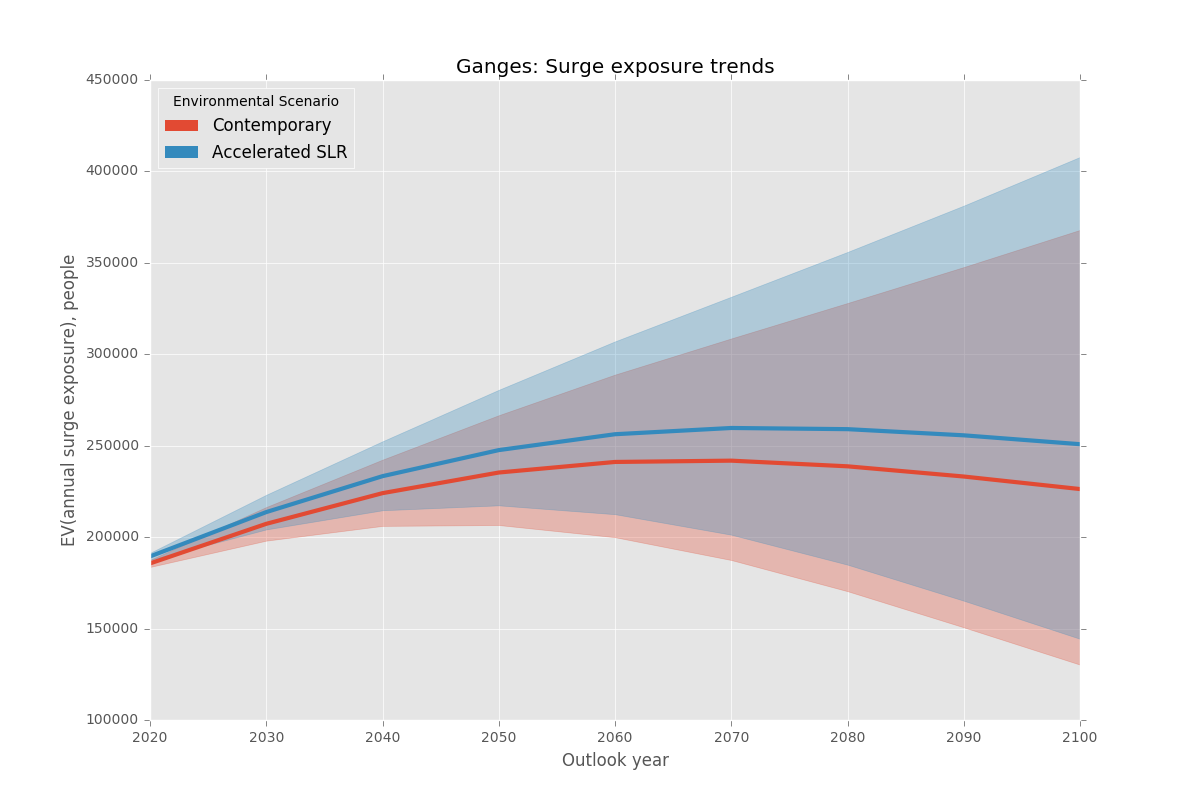 Ganges: Surge exposure trends
Environmental Scenario
Contemporary
Accelerated SLR
EV(annual surge exposure), people
450000
400000
350000
300000
250000
200000
150000
100000
2020 2030 2040 2050 2060 2070 2080 2090 2100
Outlook year